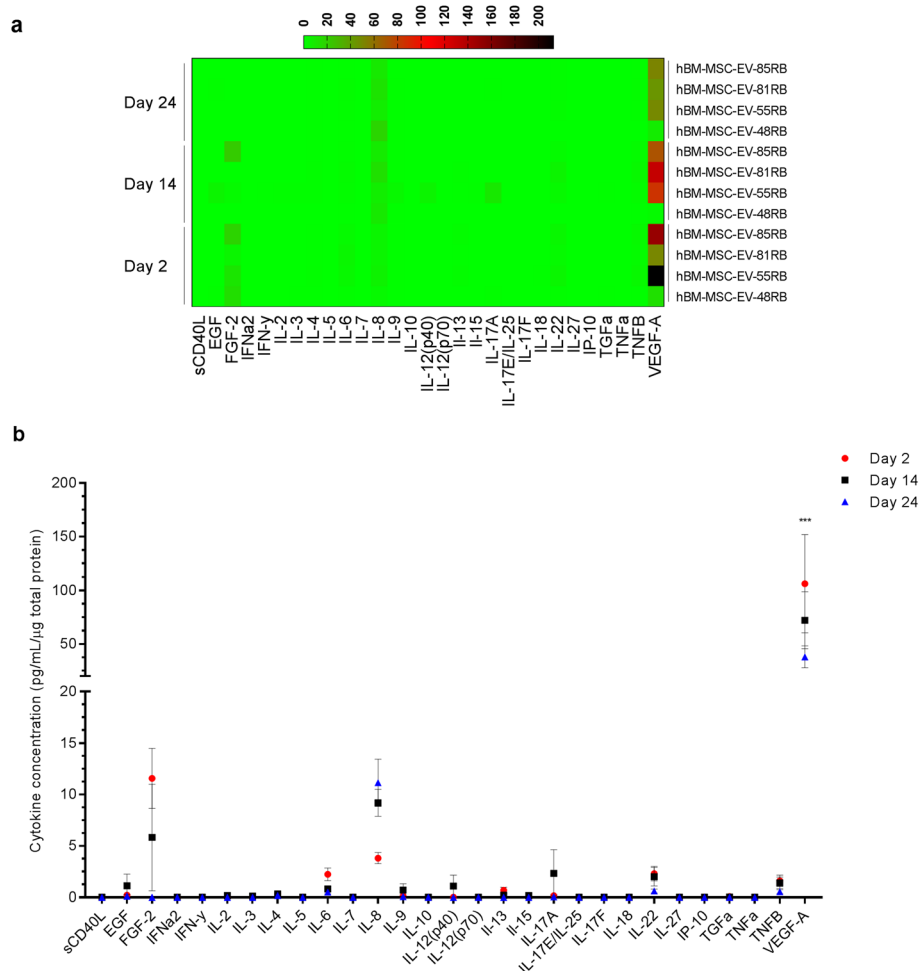 a
0 20 40 60 80 100 120 140 160 180 200
Day 24
Day 14
Day 2
hBM-MSC-EV-85RB
hBM-MSC-EV-81RB
hBM-MSC-EV-55RB
hBM-MSC-EV-48RB
hBM-MSC-EV-85RB
hBM-MSC-EV-81RB
hBM-MSC-EV-55RB
hBM-MSC-EV-48RB
hBM-MSC-EV-85RB
hBM-MSC-EV-81RB
hBM-MSC-EV-55RB
hBM-MSC-EV-48RB
sCD40L
EGF
FGF-2
IFNa2
IFN-y
IL-2
IL-3
IL-4
IL-5
IL-6
IL-7
IL-8
IL-9
IL-10
IL-12(p40)
IL-12(p70)
Il-13
Il-15
IL-17A
IL-17E/IL-25
IL-17F
IL-18
IL-22
IL-27
IP-10
TGFa
TNFa
TNFB
VEGF-A
b
Day 2
Day 14
Day 24
Cytokine concentration (pg/mL/µg total protein)
200
150
100
50
20
15
10
5
0
***
sCD40L
EGF
FGF-2
IFNa2
IFN-y
IL-2
IL-3
IL-4
IL-5
IL-6
IL-7
IL-8
IL-9
IL-10
IL-12(p40)
IL-12(p70)
Il-13
IL-15
IL-17A
IL-17E/IL-25
IL-17F
IL-18
IL-22
IL-27
IP-10
TGFa
TNFa
TNFB
VEGF-A